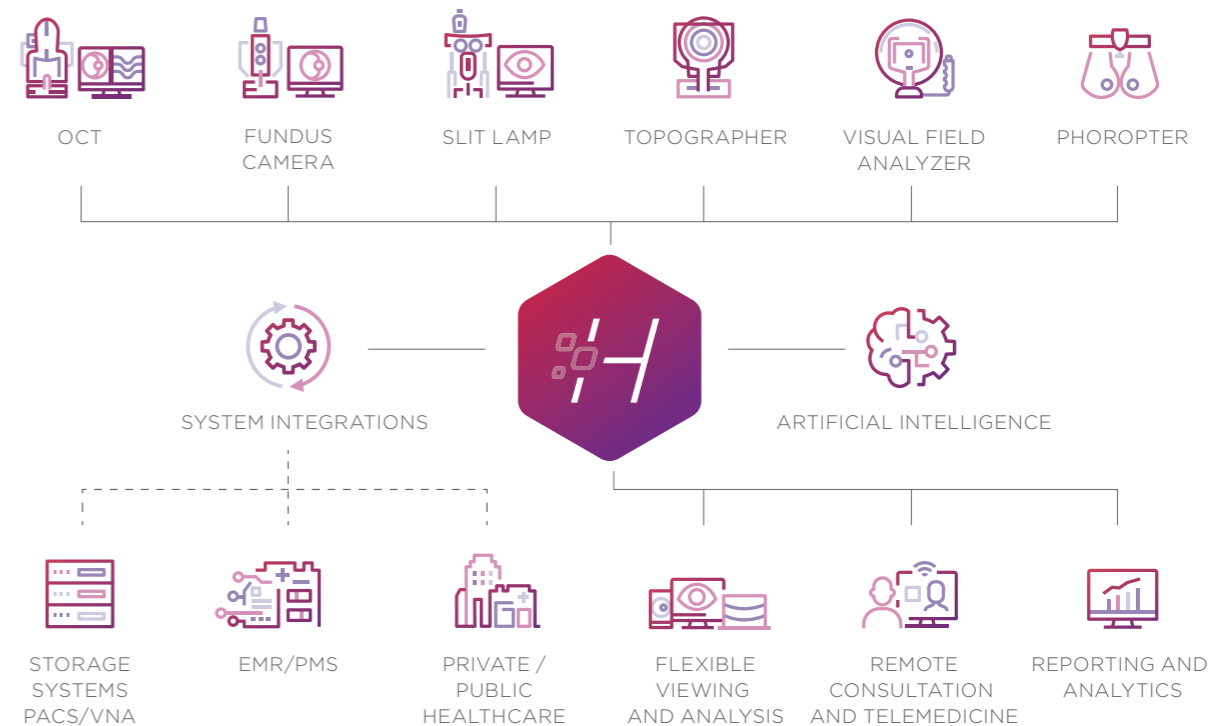 OCT
FUNDUS
CAMERA
SLIT LAMP
TOPOGRAPHER
VISUAL FIELD
ANALYZER
PHOROPTER
H
SYSTEM INTEGRATIONS
ARTIFICIAL INTELLIGENCE
STORAGE
SYSTEMS
PACS/VNA
EMR/PMS
PRIVATE /
PUBLIC
HEALTHCARE
FLEXIBLE
VIEWING
AND ANALYSIS
REMOTE
CONSULTATION
AND TELEMEDICINE
REPORTING AND
ANALYTICS